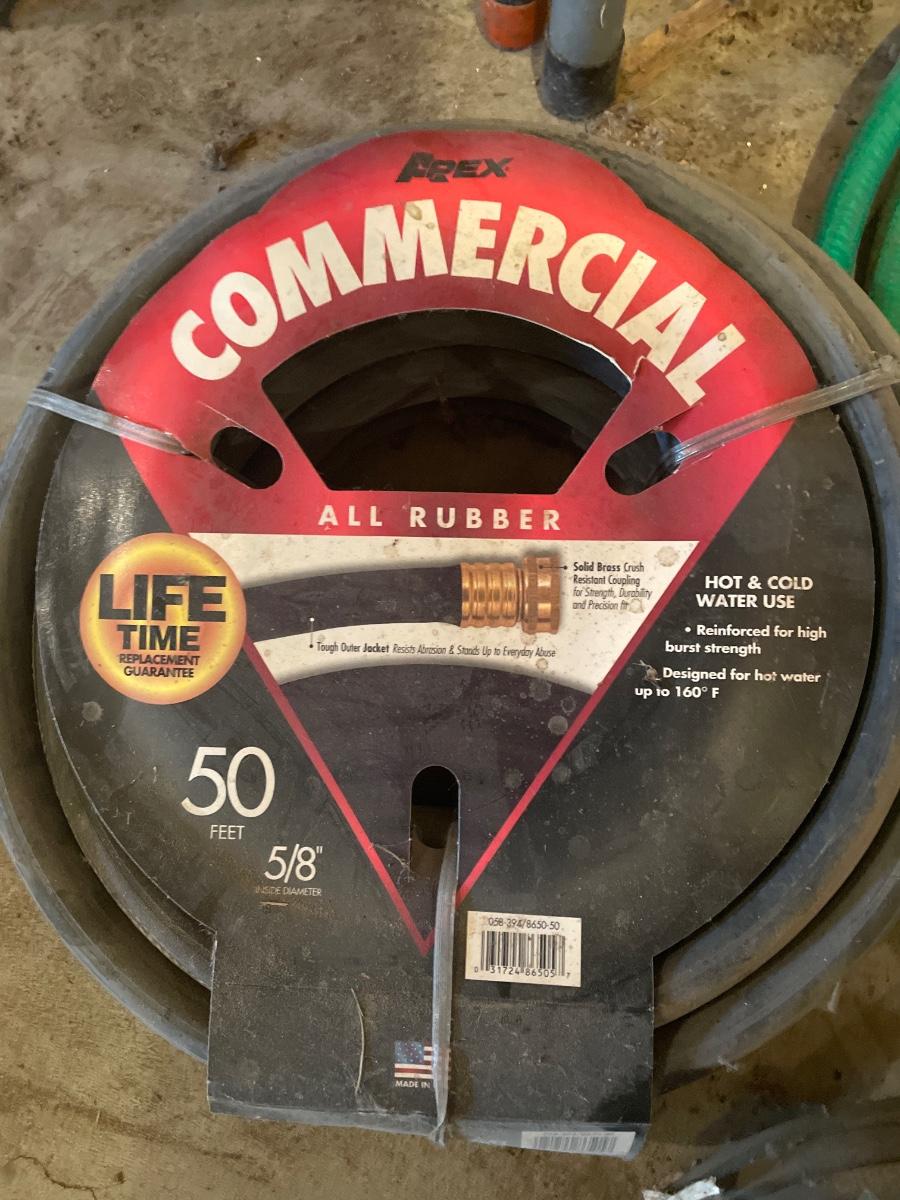 APEX
COMMERCIAL
ALL RUBBER
LIFE
TIME
REPLACEMENT
GUARANTEE
Solid Brass Crush
Resistant Coupling
for Strength, Durability
and Precision fit
Tough Outer Jacket Resists Abrasion & Stands Up to Everyday Abuse
HOT & COLD
WATER USE
• Reinforced for high
burst strength
Designed for hot water
up to 160° F
50
FEET
5/8"
INSIDE DIAMETER
058-394/8650-50
0 31724 86505 7
MADE IN